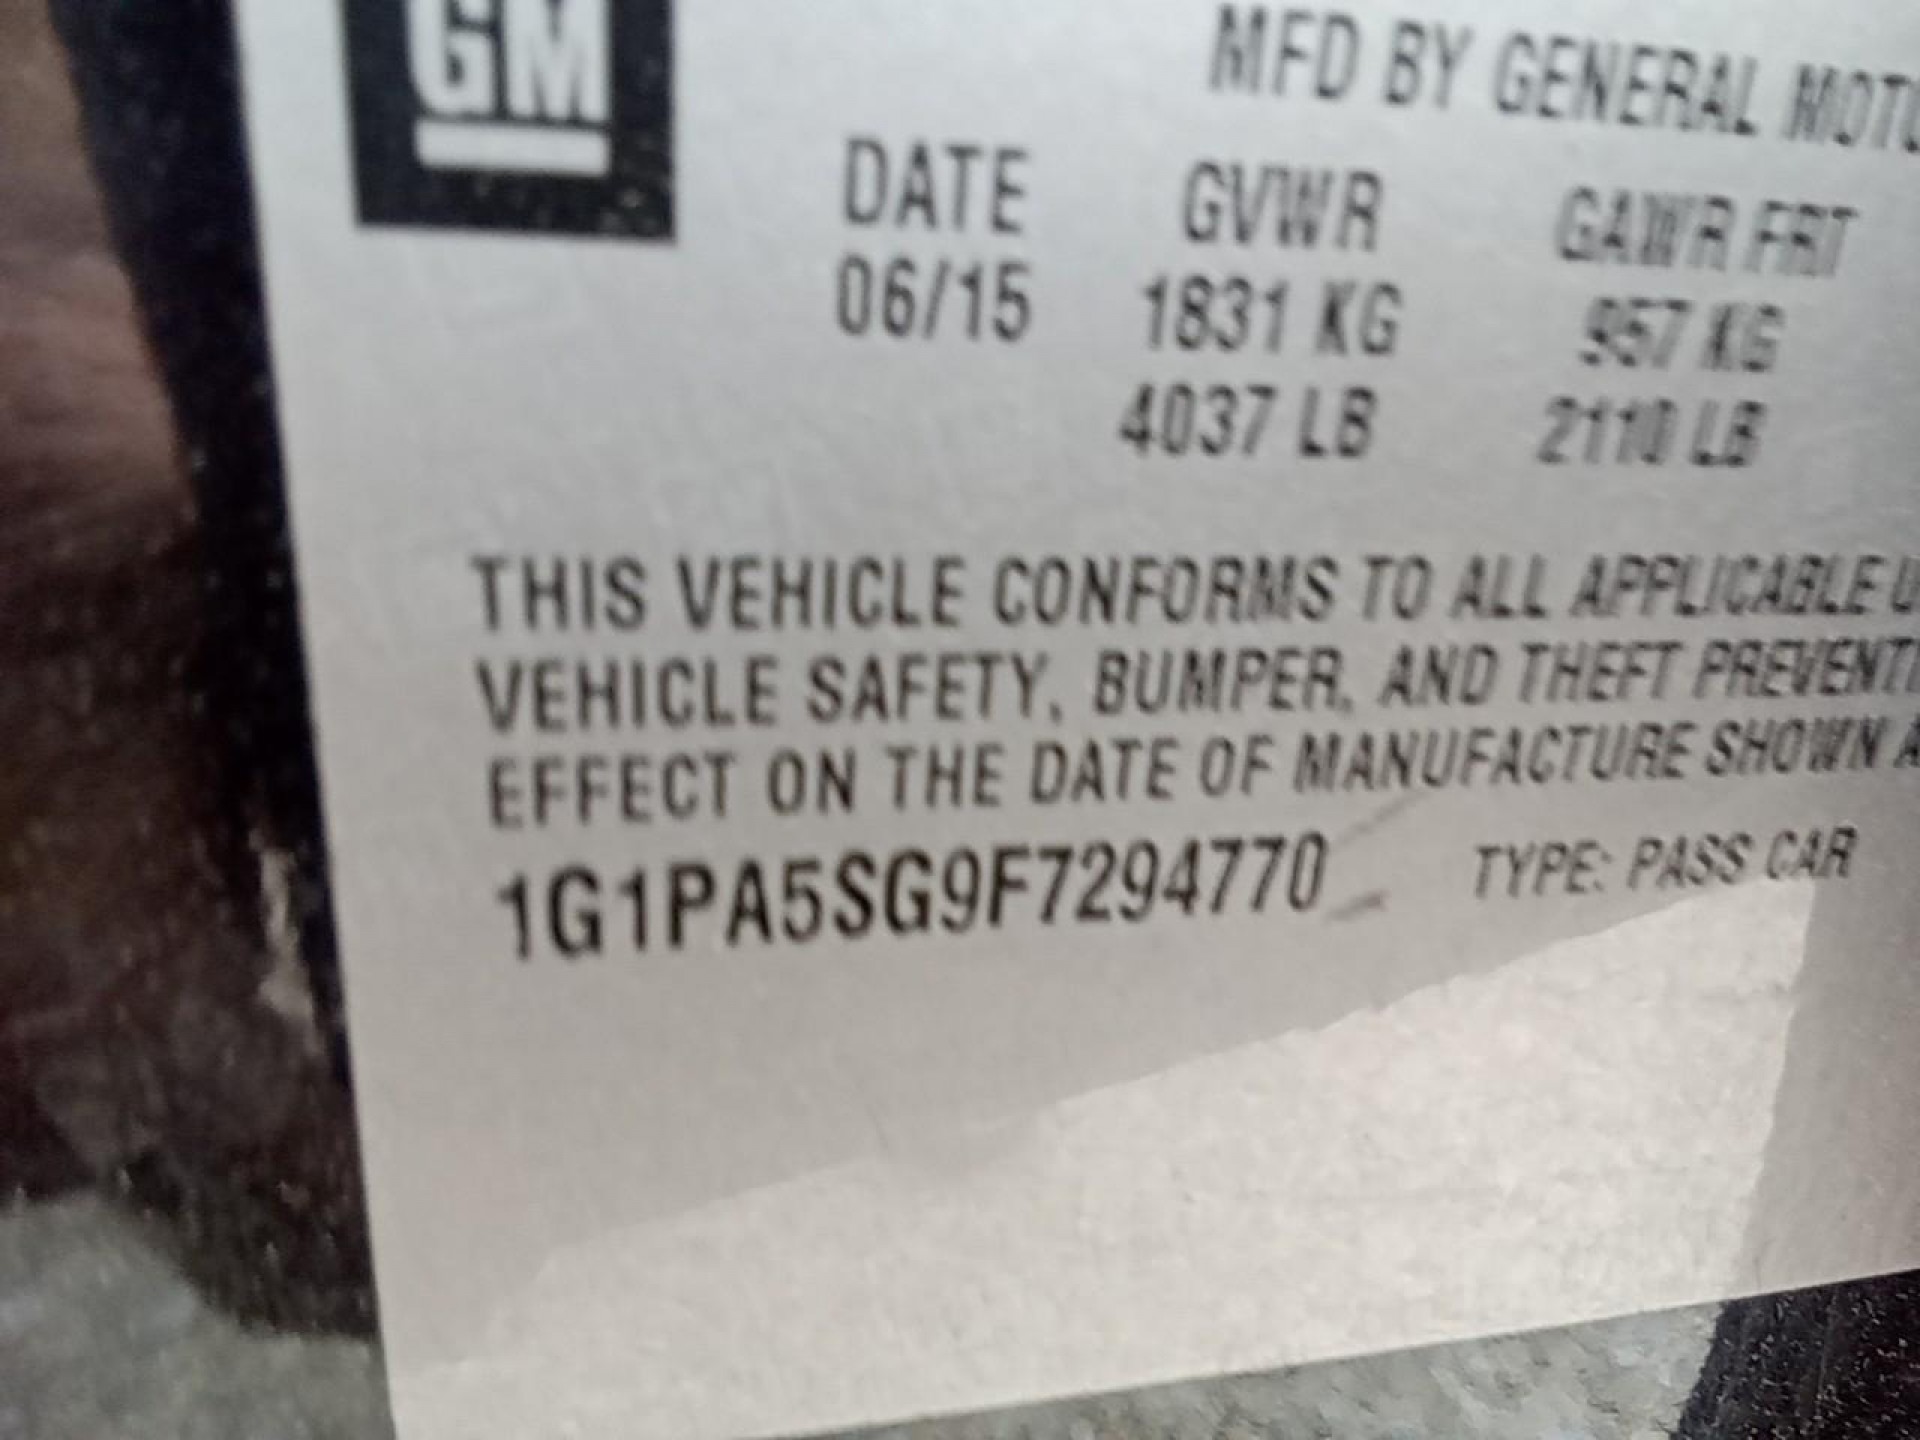 GM
MFD BY GENERAL
DATE GVWR GAWR FRT
06/15 1831 KG 957 KG
4037 LB 2110 LB
THIS VEHICLE CONFORMS TO ALL APPLICABLE U
VEHICLE SAFETY, BUMPER, AND THEFT
EFFECT ON THE DATE OF MANUFACTURE SHOWN A
1G1PA5SG9F7294770 TYPE: PASS CAR